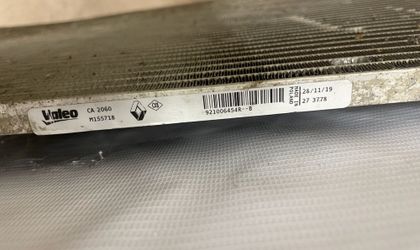 Valeo
CA 2060
M155718
921006454R--B
MADE IN
POLAND
28/11/19
27 3778